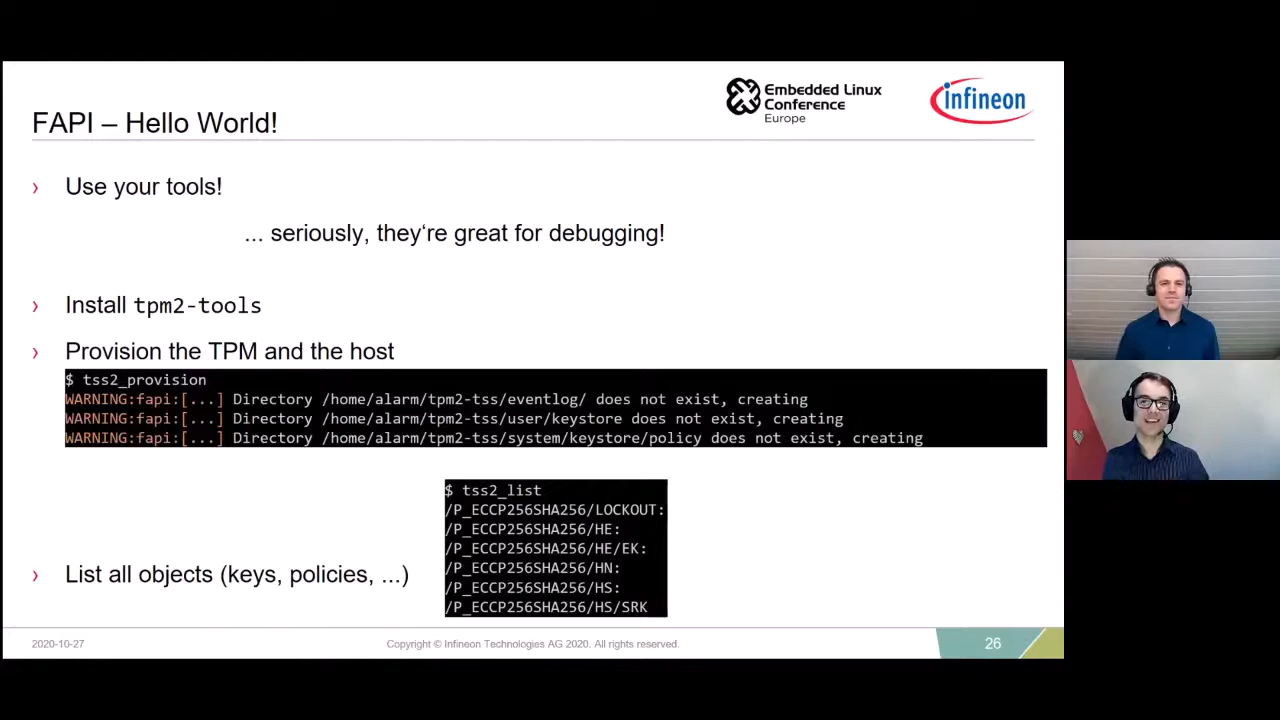 Embedded Linux
Conference
Europe
infineon
FAPI – Hello World!
› Use your tools!
... seriously, they‘re great for debugging!
› Install tpm2-tools
› Provision the TPM and the host
$ tss2_provision
WARNING:fapi:[...] Directory /home/alarm/tpm2-tss/eventlog/ does not exist, creating
WARNING:fapi:[...] Directory /home/alarm/tpm2-tss/user/keystore does not exist, creating
WARNING:fapi:[...] Directory /home/alarm/tpm2-tss/system/keystore/policy does not exist, creating
$ tss2_list
/P_ECCP256SHA256/LOCKOUT:
/P_ECCP256SHA256/HE:
/P_ECCP256SHA256/HE/EK:
/P_ECCP256SHA256/HN:
/P_ECCP256SHA256/HS:
/P_ECCP256SHA256/HS/SRK
› List all objects (keys, policies, ...)
2020-10-27
Copyright © Infineon Technologies AG 2020. All rights reserved.
26